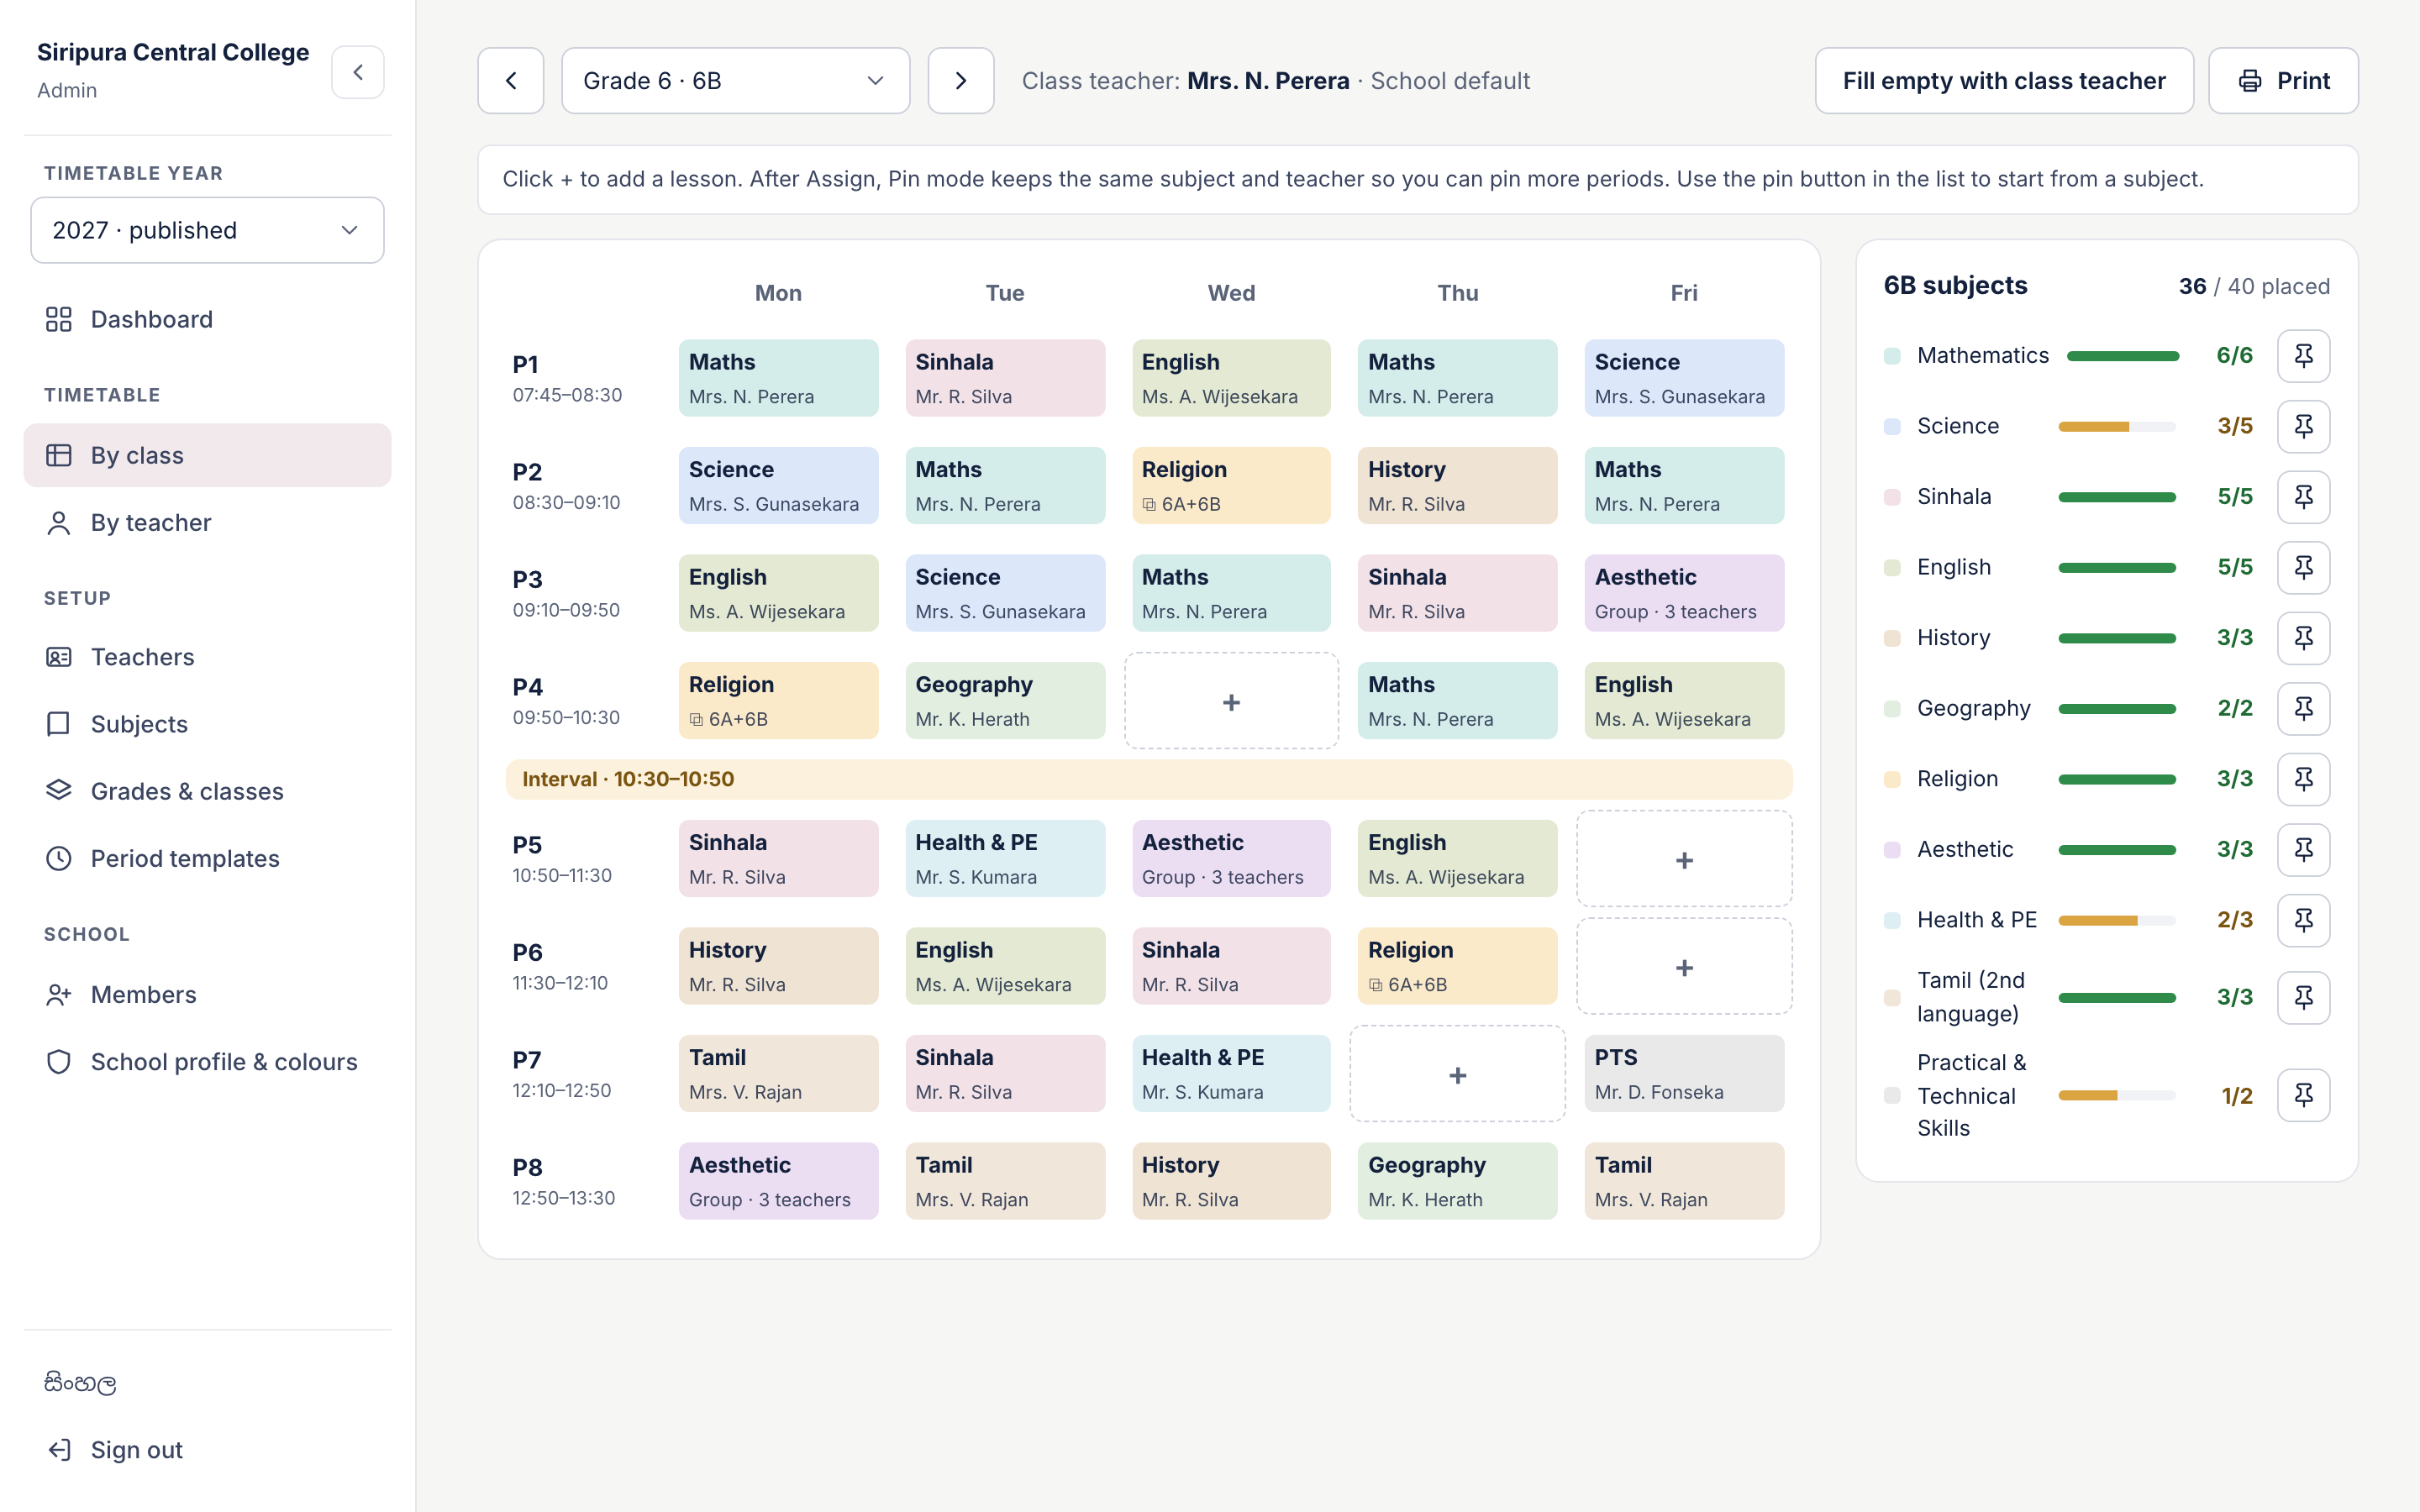 Siripura Central College
Admin
TIMETABLE YEAR
2027 · published
Dashboard
TIMETABLE
By class
By teacher
SETUP
Teachers
Subjects
Grades & classes
Period templates
SCHOOL
Members
School profile & colours
සිංහල
Sign out
Grade 6 · 6B
Class teacher: Mrs. N. Perera · School default
Fill empty with class teacher
Print
Click + to add a lesson. After Assign, Pin mode keeps the same subject and teacher so you can pin more periods. Use the pin button in the list to start from a subject.
Mon Tue Wed Thu Fri
P1 Maths Sinhala English Maths Science
07:45–08:30 Mrs. N. Perera Mr. R. Silva Ms. A. Wijesekara Mrs. N. Perera Mrs. S. Gunasekara
P2 Science Maths Religion History Maths
08:30–09:10 Mrs. S. Gunasekara Mrs. N. Perera 6A+6B Mr. R. Silva Mrs. N. Perera
P3 English Science Maths Sinhala Aesthetic
09:10–09:50 Ms. A. Wijesekara Mrs. S. Gunasekara Mrs. N. Perera Mr. R. Silva Group · 3 teachers
P4 Religion Geography + Maths English
09:50–10:30 6A+6B Mr. K. Herath Mrs. N. Perera Ms. A. Wijesekara
Interval · 10:30–10:50
P5 Sinhala Health & PE Aesthetic English +
10:50–11:30 Mr. R. Silva Mr. S. Kumara Group · 3 teachers Ms. A. Wijesekara
P6 History English Sinhala Religion +
11:30–12:10 Mr. R. Silva Ms. A. Wijesekara Mr. R. Silva 6A+6B
P7 Tamil Sinhala Health & PE + PTS
12:10–12:50 Mrs. V. Rajan Mr. R. Silva Mr. S. Kumara Mr. D. Fonseka
P8 Aesthetic Tamil History Geography Tamil
12:50–13:30 Group · 3 teachers Mrs. V. Rajan Mr. R. Silva Mr. K. Herath Mrs. V. Rajan
6B subjects 36 / 40 placed
Mathematics 6/6
Science 3/5
Sinhala 5/5
English 5/5
History 3/3
Geography 2/2
Religion 3/3
Aesthetic 3/3
Health & PE 2/3
Tamil (2nd
language) 3/3
Practical &
Technical 1/2
Skills